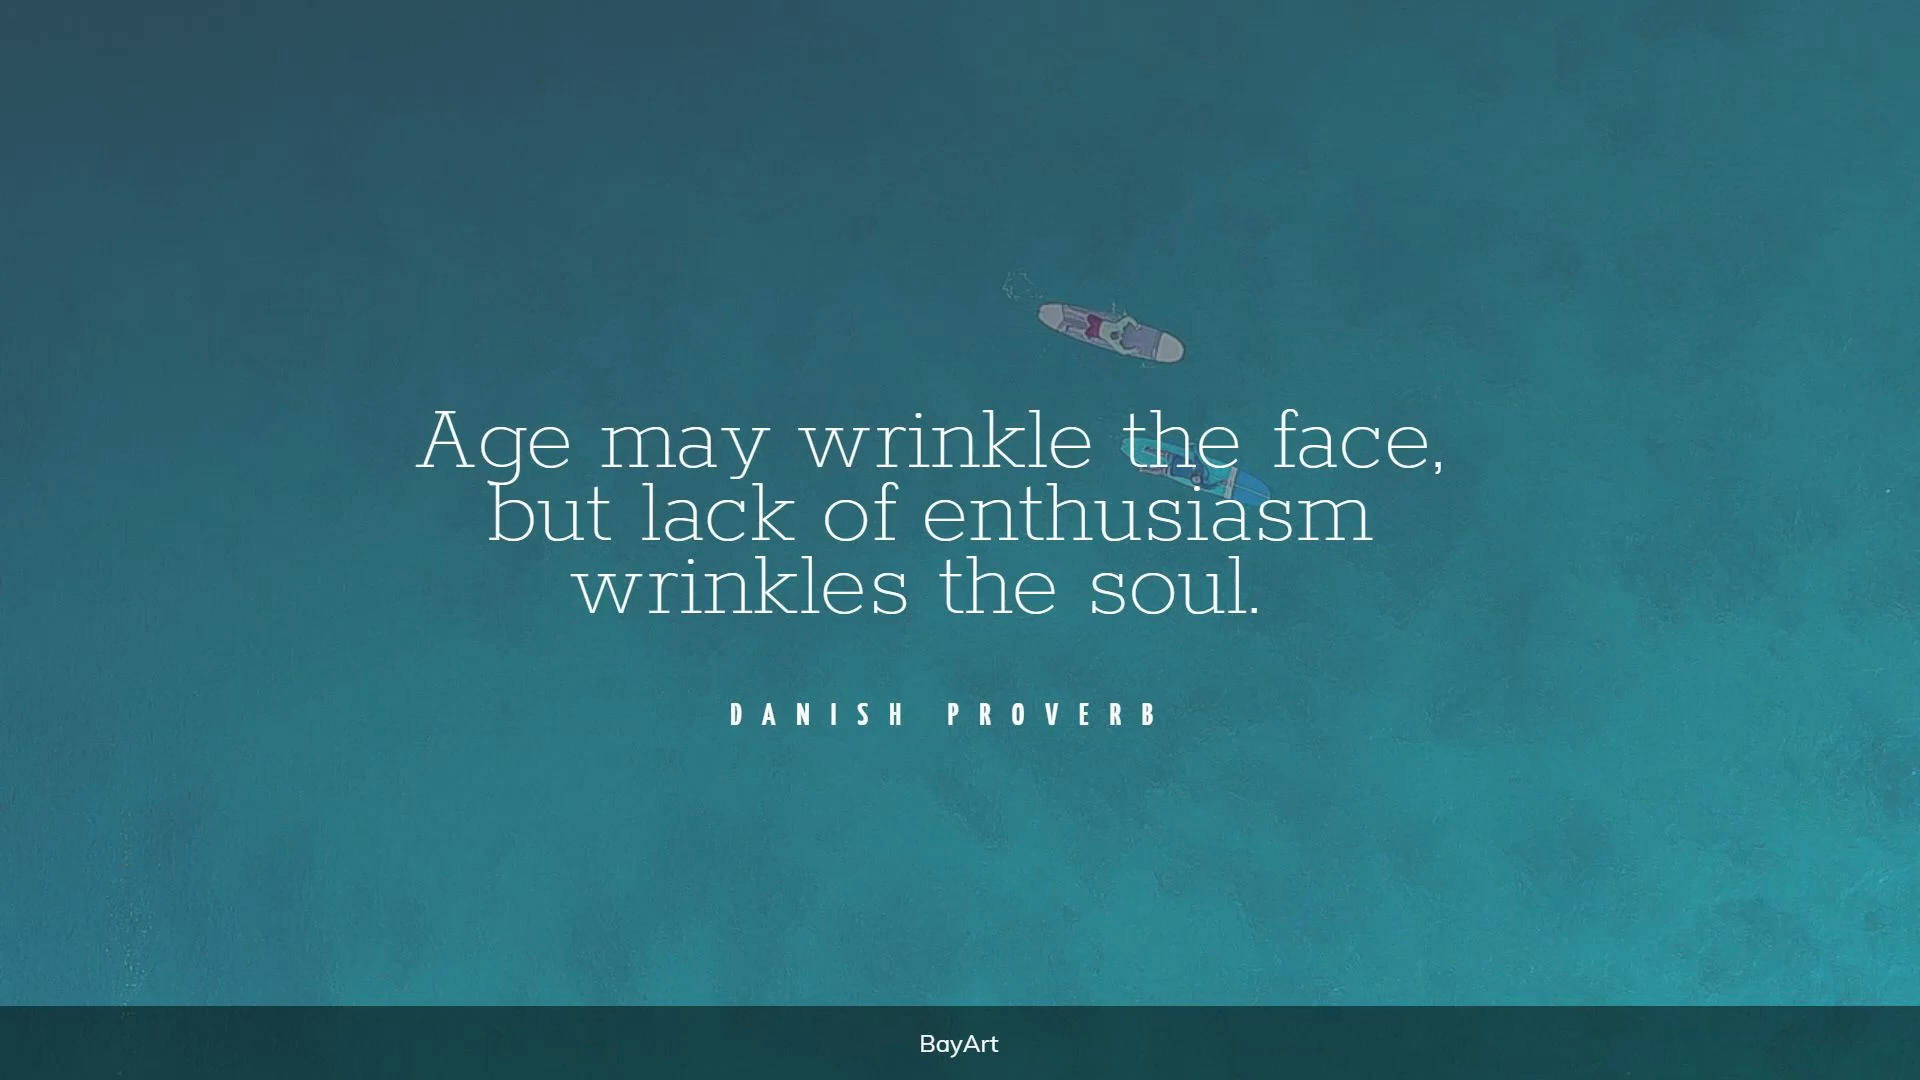 Age may wrinkle the face,
but lack of enthusiasm
wrinkles the soul.
DANISH PROVERB
BayArt